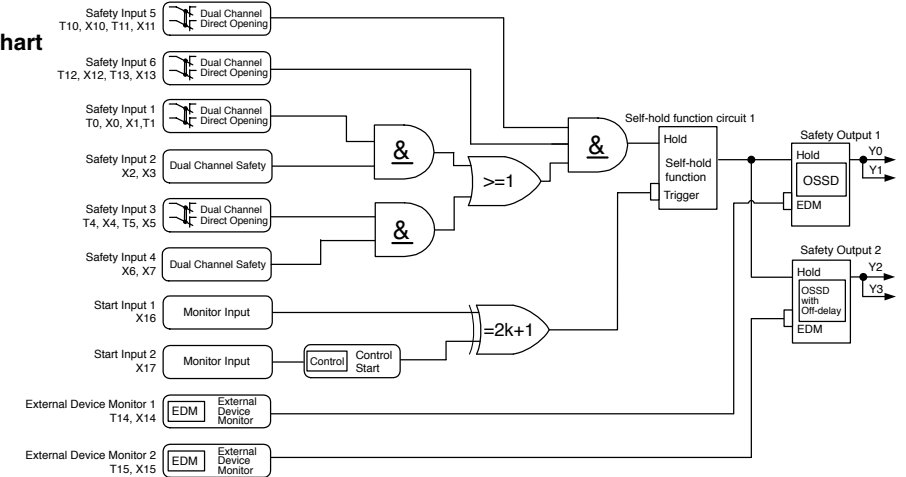 hart
Safety Input 5
T10, X10, T11, X11
Dual Channel
Direct Opening
Safety Input 6
T12, X12, T13, X13
Dual Channel
Direct Opening
Safety Input 1
T0, X0, X1,T1
Dual Channel
Direct Opening
Safety Input 2
X2, X3
Dual Channel Safety
Safety Input 3
T4, X4, T5, X5
Dual Channel
Direct Opening
Safety Input 4
X6, X7
Dual Channel Safety
Start Input 1
X16
Monitor Input
Start Input 2
X17
Monitor Input
Control
Control
Start
External Device Monitor 1
T14, X14
EDM
External
Device
Monitor
External Device Monitor 2
T15, X15
EDM
External
Device
Monitor
&
&
>=1
=2k+1
&
Self-hold function circuit 1
Hold
Self-hold
function
Trigger
Safety Output 1
Hold
OSSD
EDM
Y0
Y1
Safety Output 2
Hold
OSSD
with
Off-delay
EDM
Y2
Y3